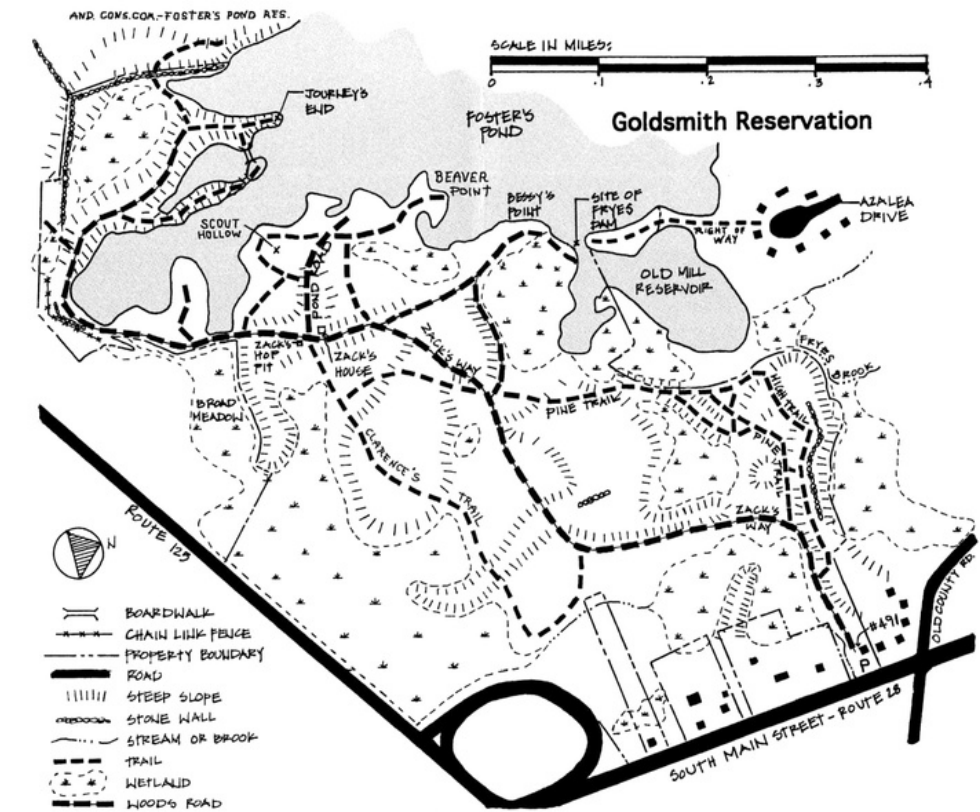 AND. CONS. COM. - FOSTER'S POND RES.
SCALE IN MILES:
0 .1 .2 .3 .4
Goldsmith Reservation
JOURNEY'S
END
FOSTER'S
POND
BEAVER
POINT
BESSY'S
POINT
SITE OF
FRYES
DAM
RIGHT OF
WAY
AZALEA
DRIVE
SCOUT
HOLLOW
POND ROAD
OLD MILL
RESERVOIR
ZACK'S
HOP
PIT
ZACK'S
HOUSE
ZACK'S WAY
FRYES
BROOK
BROAD
MEADOW
PINE TRAIL
HIGH TRAIL
PINE TRAIL
CLARENCE'S
TRAIL
ZACK'S
WAY
ROUTE 125
N
OLD COUNTY RD.
#491
P
SOUTH MAIN STREET - ROUTE 28
BOARDWALK
CHAIN LINK FENCE
PROPERTY BOUNDARY
ROAD
STEEP SLOPE
STONE WALL
STREAM OR BROOK
TRAIL
WETLAND
WOODS ROAD